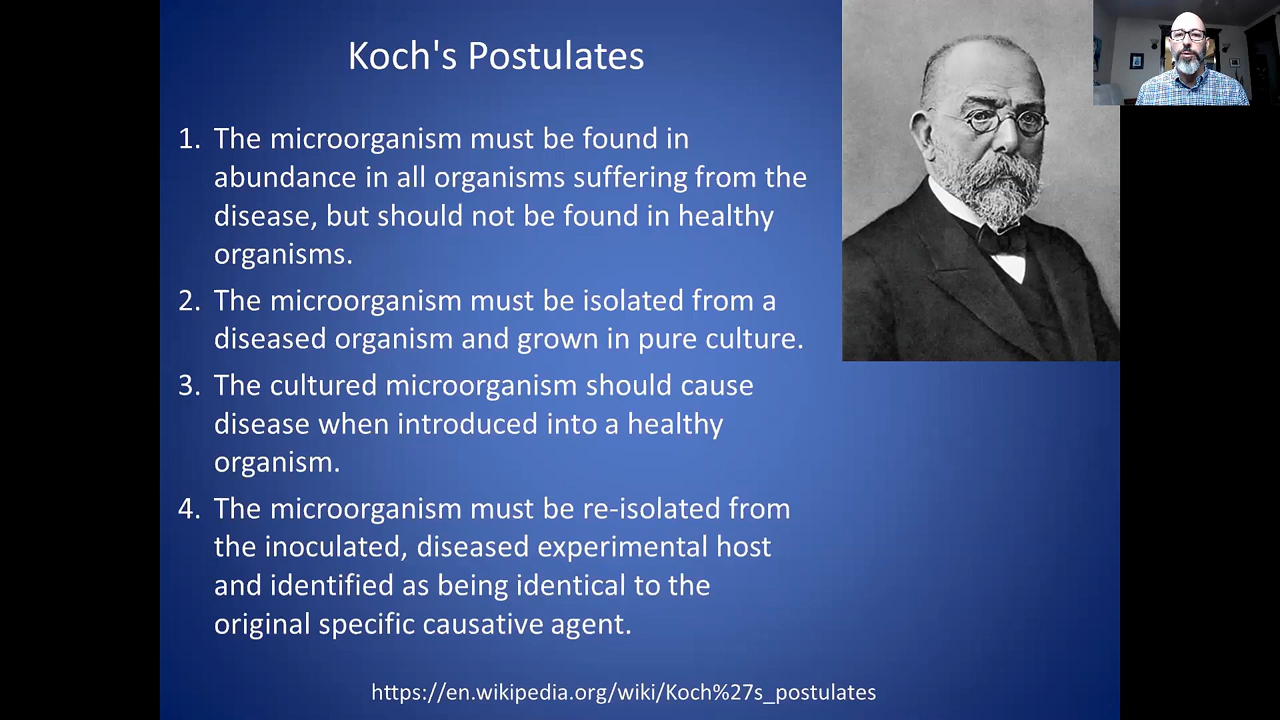 Koch's Postulates
1. The microorganism must be found in
abundance in all organisms suffering from the
disease, but should not be found in healthy
organisms.
2. The microorganism must be isolated from a
diseased organism and grown in pure culture.
3. The cultured microorganism should cause
disease when introduced into a healthy
organism.
4. The microorganism must be re-isolated from
the inoculated, diseased experimental host
and identified as being identical to the
original specific causative agent.
https://en.wikipedia.org/wiki/Koch%27s_postulates